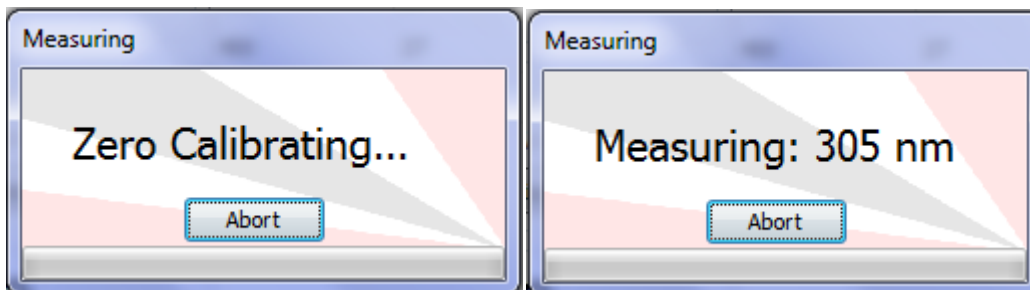 Measuring
Zero Calibrating...
Abort
Measuring
Measuring: 305 nm
Abort